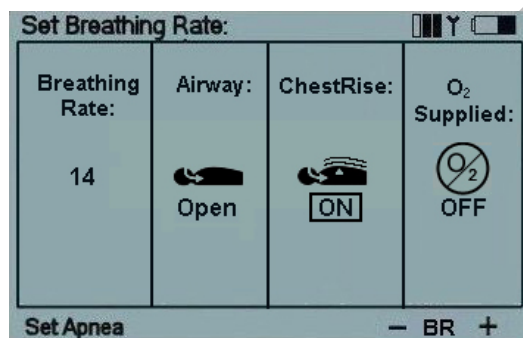 Set Breathing Rate:
Breathing
Rate:
14
Airway:
Open
ChestRise:
ON
O₂
Supplied:
O₂
OFF
Set Apnea
− BR +